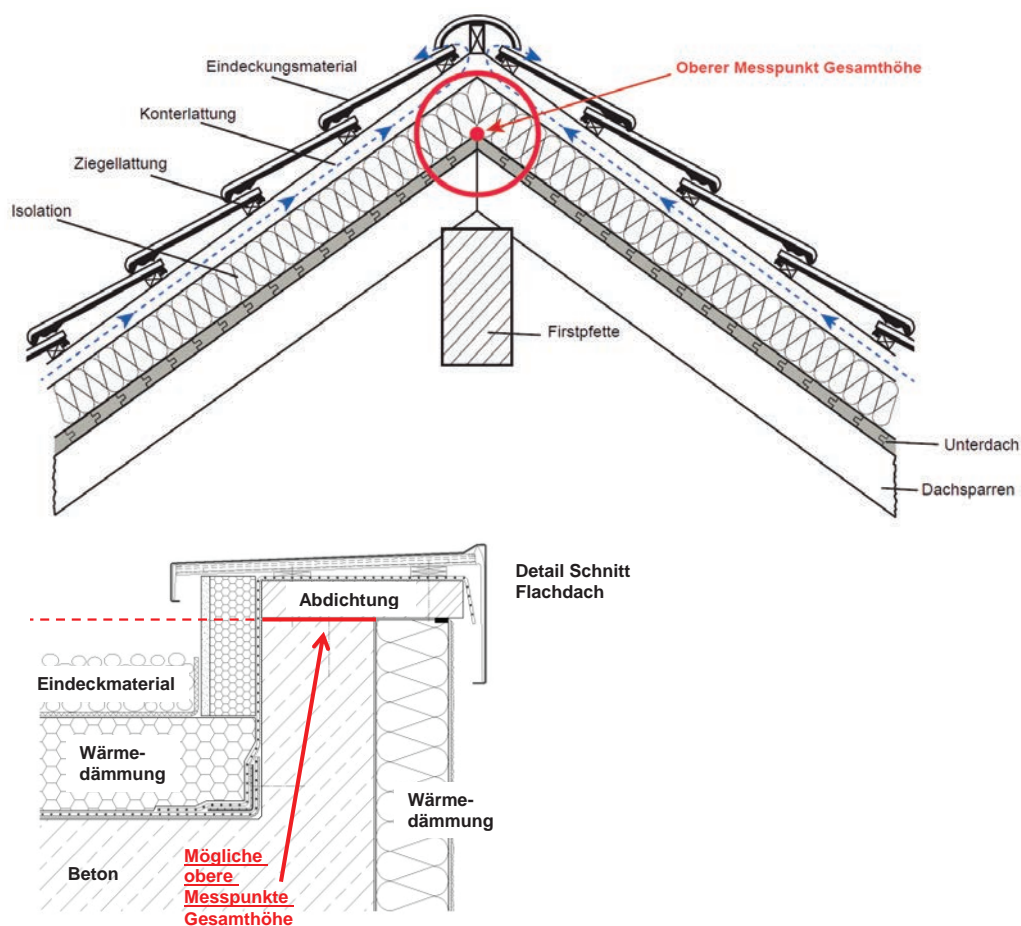 Eindeckungsmaterial
Oberer Messpunkt Gesamthöhe
Konterlattung
Ziegellattung
Isolation
Firstpfette
Unterdach
Dachsparren
Detail Schnitt
Flachdach
Abdichtung
Eindeckmaterial
Wärme-
dämmung
Wärme-
dämmung
Beton
Mögliche
obere
Messpunkte
Gesamthöhe